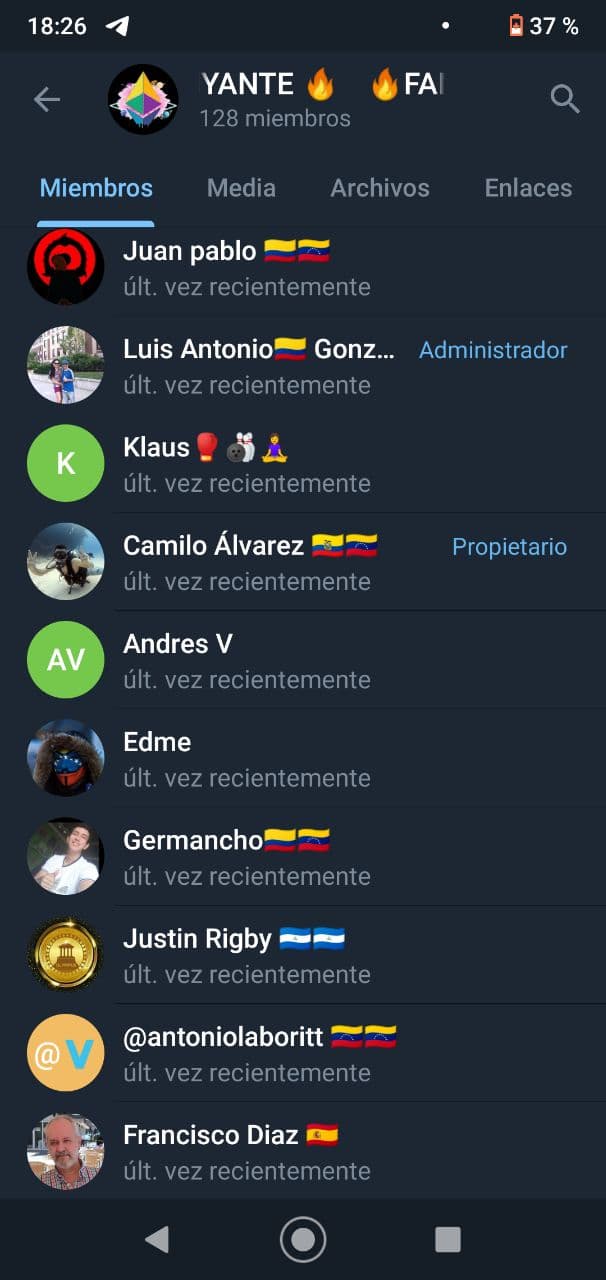 18:26 37 %
YANTE 🔥 🔥FA
128 miembros
Miembros Media Archivos Enlaces
Juan pablo 🇨🇴🇻🇪
últ. vez recientemente
Luis Antonio🇨🇴 Gonz... Administrador
últ. vez recientemente
K
Klaus🥊🎳🧘‍♀️
últ. vez recientemente
Camilo Álvarez 🇪🇨🇻🇪 Propietario
últ. vez recientemente
AV
Andres V
últ. vez recientemente
Edme
últ. vez recientemente
Germancho🇨🇴🇻🇪
últ. vez recientemente
Justin Rigby 🇳🇮🇳🇮
últ. vez recientemente
@V
@antoniolaboritt 🇻🇪🇻🇪
últ. vez recientemente
Francisco Diaz 🇪🇸
últ. vez recientemente